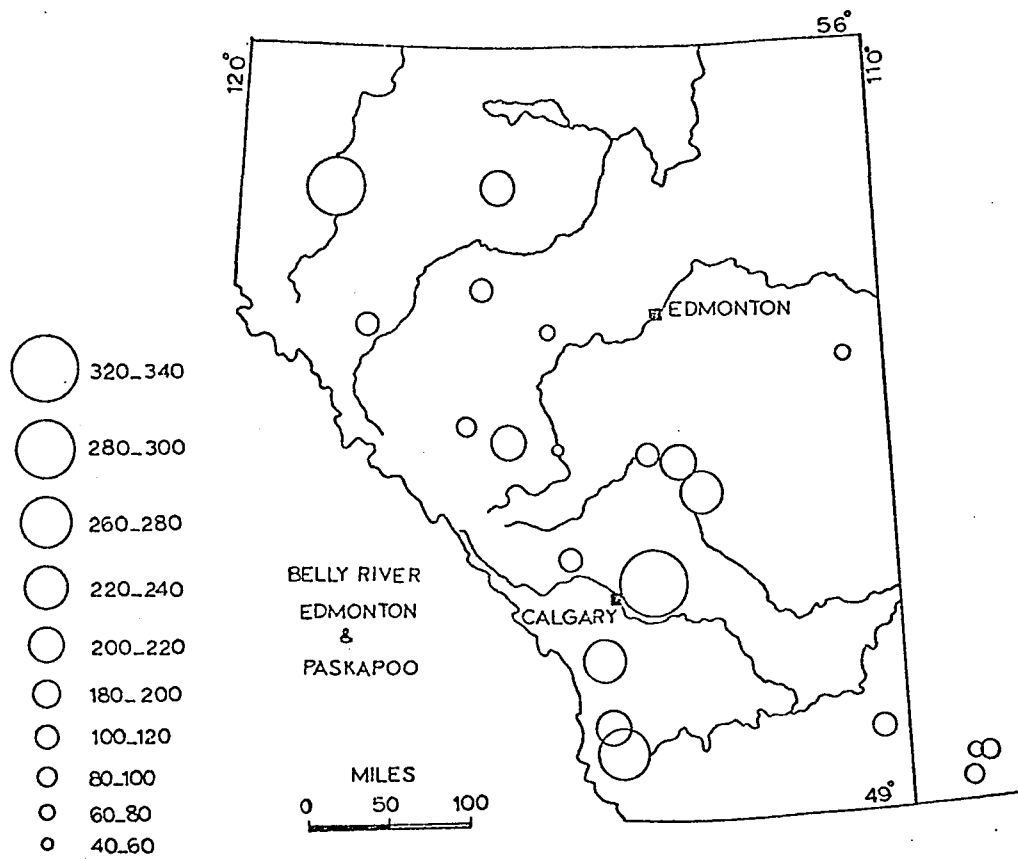 56°
120°
110°
EDMONTON
320_340
280_300
260_280
220_240
200_220
180_200
100_120
80_100
60_80
40_60
BELLY RIVER
EDMONTON
&
PASKAPOO
CALGARY
MILES
0 50 100
49°